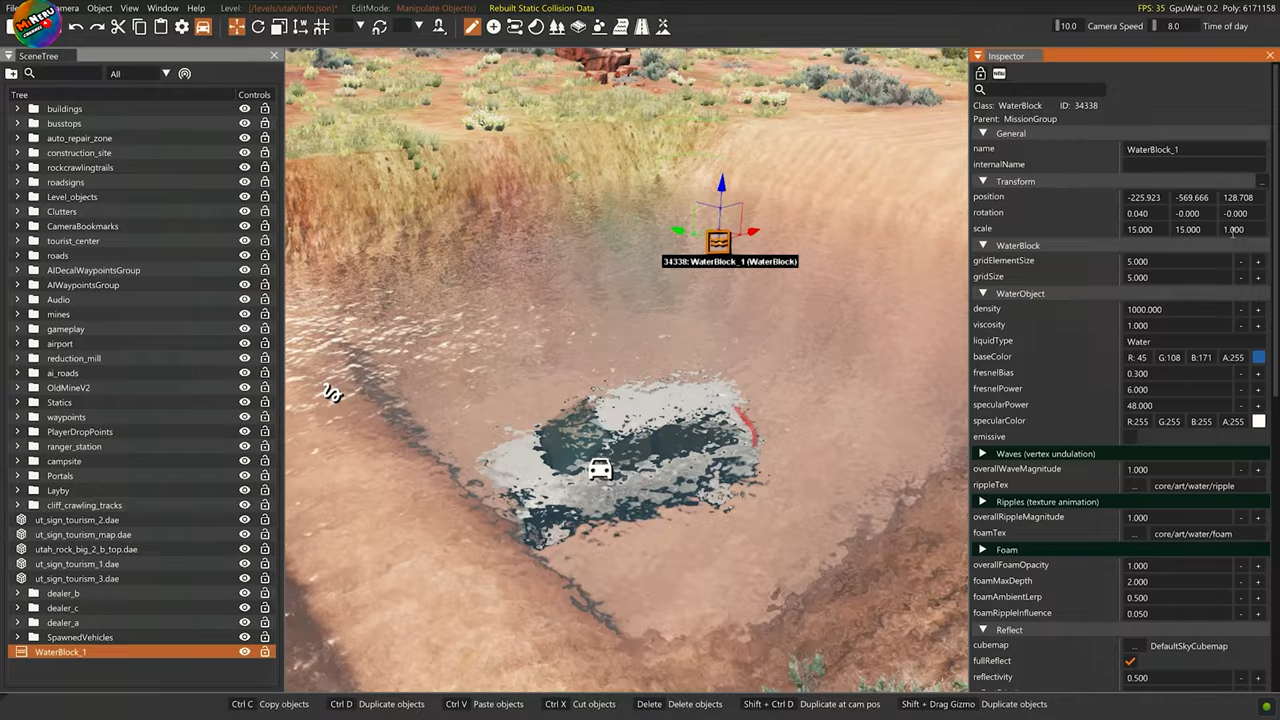 File Camera Object View Window Help Level: [/levels/utah/info.json]* EditMode: [Manipulate Object(s)] Rebuild Static Collision Data FPS: 35 GpuWait: 0.2 Poly: 6171158
MiNERU
CHANNEL
10.0 Camera Speed 8.0 Time of day
SceneTree
All
Tree Controls
buildings
busstops
auto_repair_zone
construction_site
rockcrawlingtrails
roadsigns
Level_objects
Clutters
CameraBookmarks
tourist_center
roads
AIDecalWaypointsGroup
AIWaypointsGroup
Audio
mines
gameplay
airport
reduction_mill
ai_roads
OldMineV2
Statics
waypoints
PlayerDropPoints
ranger_station
campsite
Portals
Layby
cliff_crawling_tracks
ut_sign_tourism_2.dae
ut_sign_tourism_map.dae
utah_rock_big_2_b_top.dae
ut_sign_tourism_1.dae
ut_sign_tourism_3.dae
dealer_b
dealer_c
dealer_a
SpawnedVehicles
WaterBlock_1
34338: WaterBlock_1 (WaterBlock)
Inspector
NEW
Class: WaterBlock ID: 34338
Parent: MissionGroup
General
name WaterBlock_1
internalName
Transform ...
position -225.923 -569.666 128.708
rotation 0.040 -0.000 -0.000
scale 15.000 15.000 1.000
WaterBlock
gridElementSize 5.000 - +
gridSize 5.000 - +
WaterObject
density 1000.000 - +
viscosity 1.000 - +
liquidType Water
baseColor R: 45 G:108 B:171 A:255
fresnelBias 0.300 - +
fresnelPower 6.000 - +
specularPower 48.000 - +
specularColor R:255 G:255 B:255 A:255
emissive
Waves (vertex undulation)
overallWaveMagnitude 1.000 - +
rippleTex ... core/art/water/ripple
Ripples (texture animation)
overallRippleMagnitude 1.000 - +
foamTex ... core/art/water/foam
Foam
overallFoamOpacity 1.000 - +
foamMaxDepth 2.000 - +
foamAmbientLerp 0.500 - +
foamRippleInfluence 0.050 - +
Reflect
cubemap ... DefaultSkyCubemap
fullReflect
reflectivity 0.500 - +
Ctrl C Copy objects Ctrl D Duplicate objects Ctrl V Paste objects Ctrl X Cut objects Delete Delete objects Shift + Ctrl D Duplicate at cam pos Shift + Drag Gizmo Duplicate objects